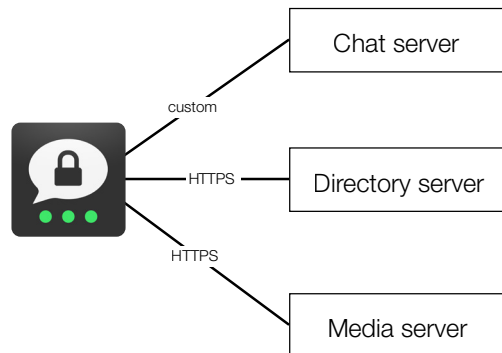 Chat server
custom
HTTPS
Directory server
HTTPS
Media server